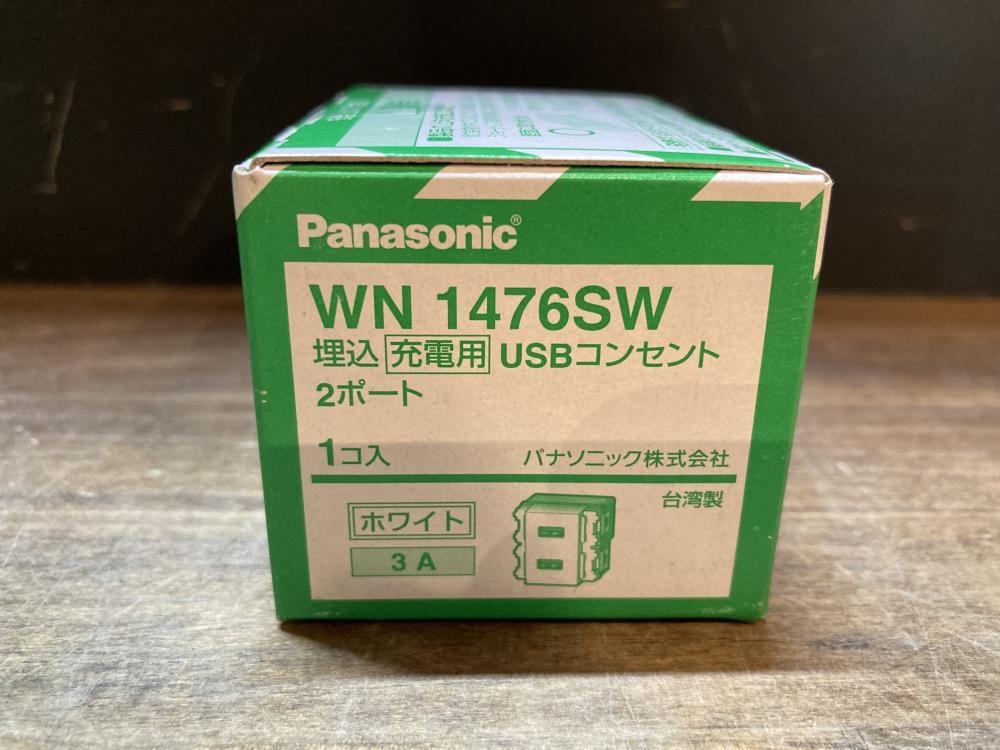 Panasonic®
WN 1476SW
埋込 充電用 USBコンセント
2ポート
1コ入
パナソニック株式会社
台湾製
ホワイト
3 A